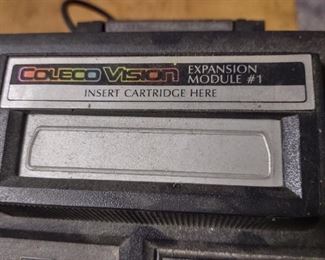 COLECO VISION EXPANSION MODULE #1
INSERT CARTRIDGE HERE